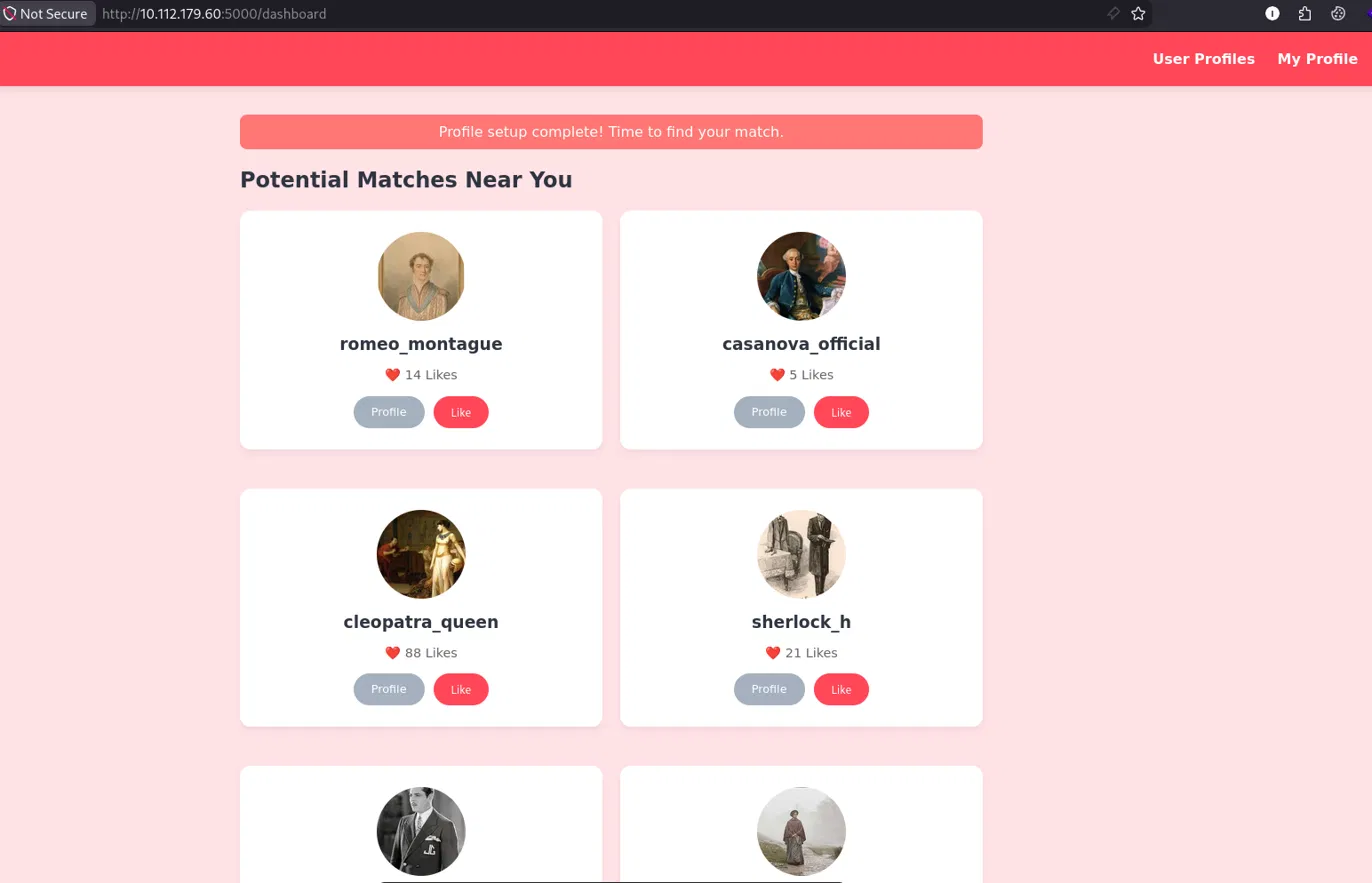 Not Secure http://10.112.179.60:5000/dashboard
User Profiles My Profile
Profile setup complete! Time to find your match.
Potential Matches Near You
romeo_montague casanova_official
❤️ 14 Likes ❤️ 5 Likes
Profile Like Profile Like
cleopatra_queen sherlock_h
❤️ 88 Likes ❤️ 21 Likes
Profile Like Profile Like